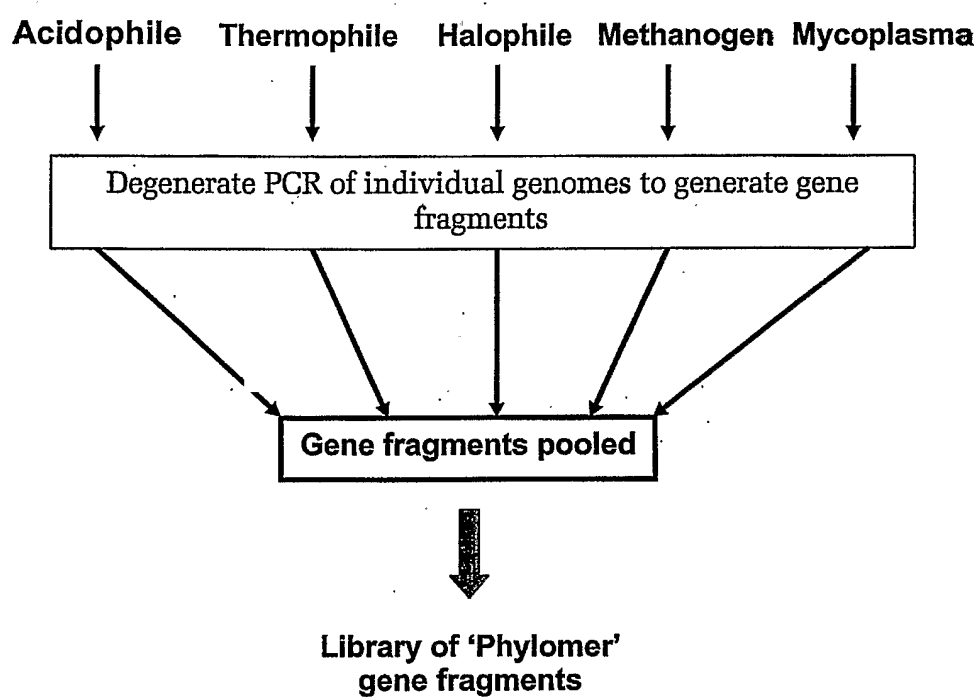 Acidophile Thermophile Halophile Methanogen Mycoplasma
Degenerate PCR of individual genomes to generate gene
fragments
Gene fragments pooled
Library of 'Phylomer'
gene fragments